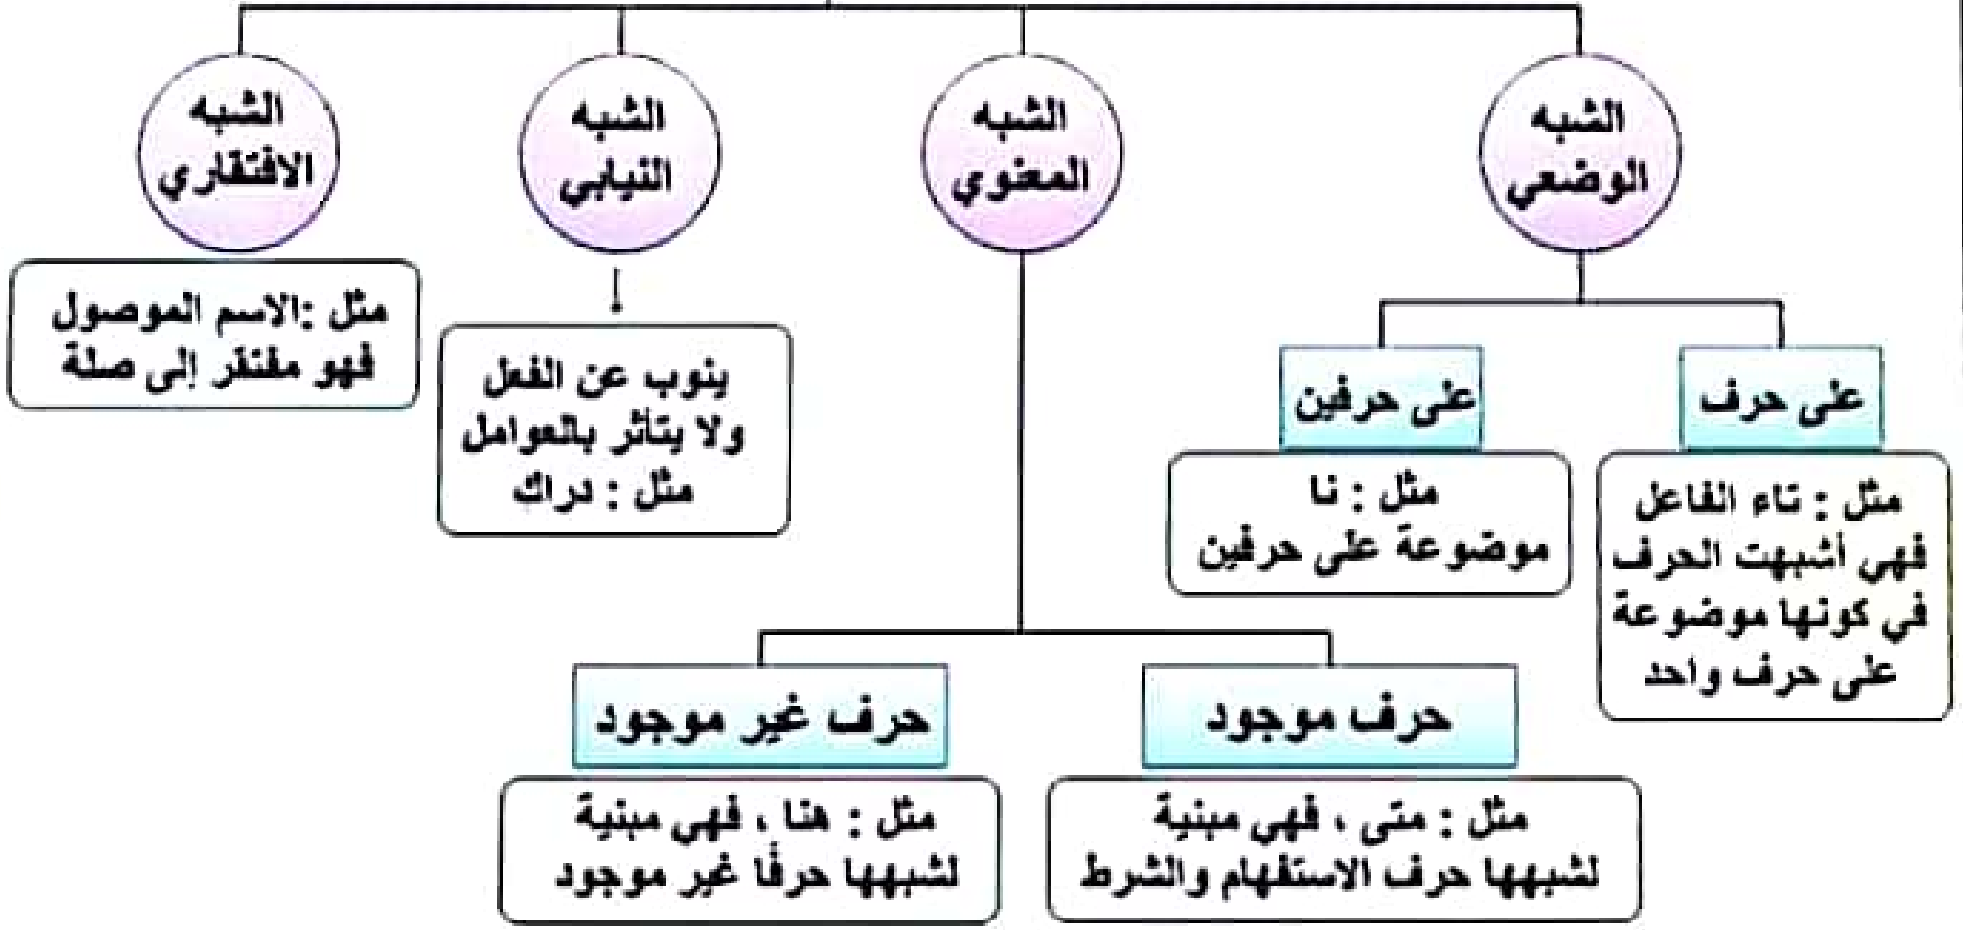 الشبه
الوضعي
الشبه
المعنوي
الشبه
النيابي
الشبه
الافتقاري
على حرف
مثل : تاء الفاعل
فهي أشبهت الحرف
في كونها موضوعة
على حرف واحد
على حرفين
مثل : نا
موضوعة على حرفين
ينوب عن الفعل
ولا يتأثر بالعوامل
مثل : دراك
مثل :الاسم الموصول
فهو مفتقر إلى صلة
حرف موجود
مثل : متى ، فهي مبنية
لشبهها حرف الاستفهام والشرط
حرف غير موجود
مثل : هنا ، فهي مبنية
لشبهها حرفًا غير موجود